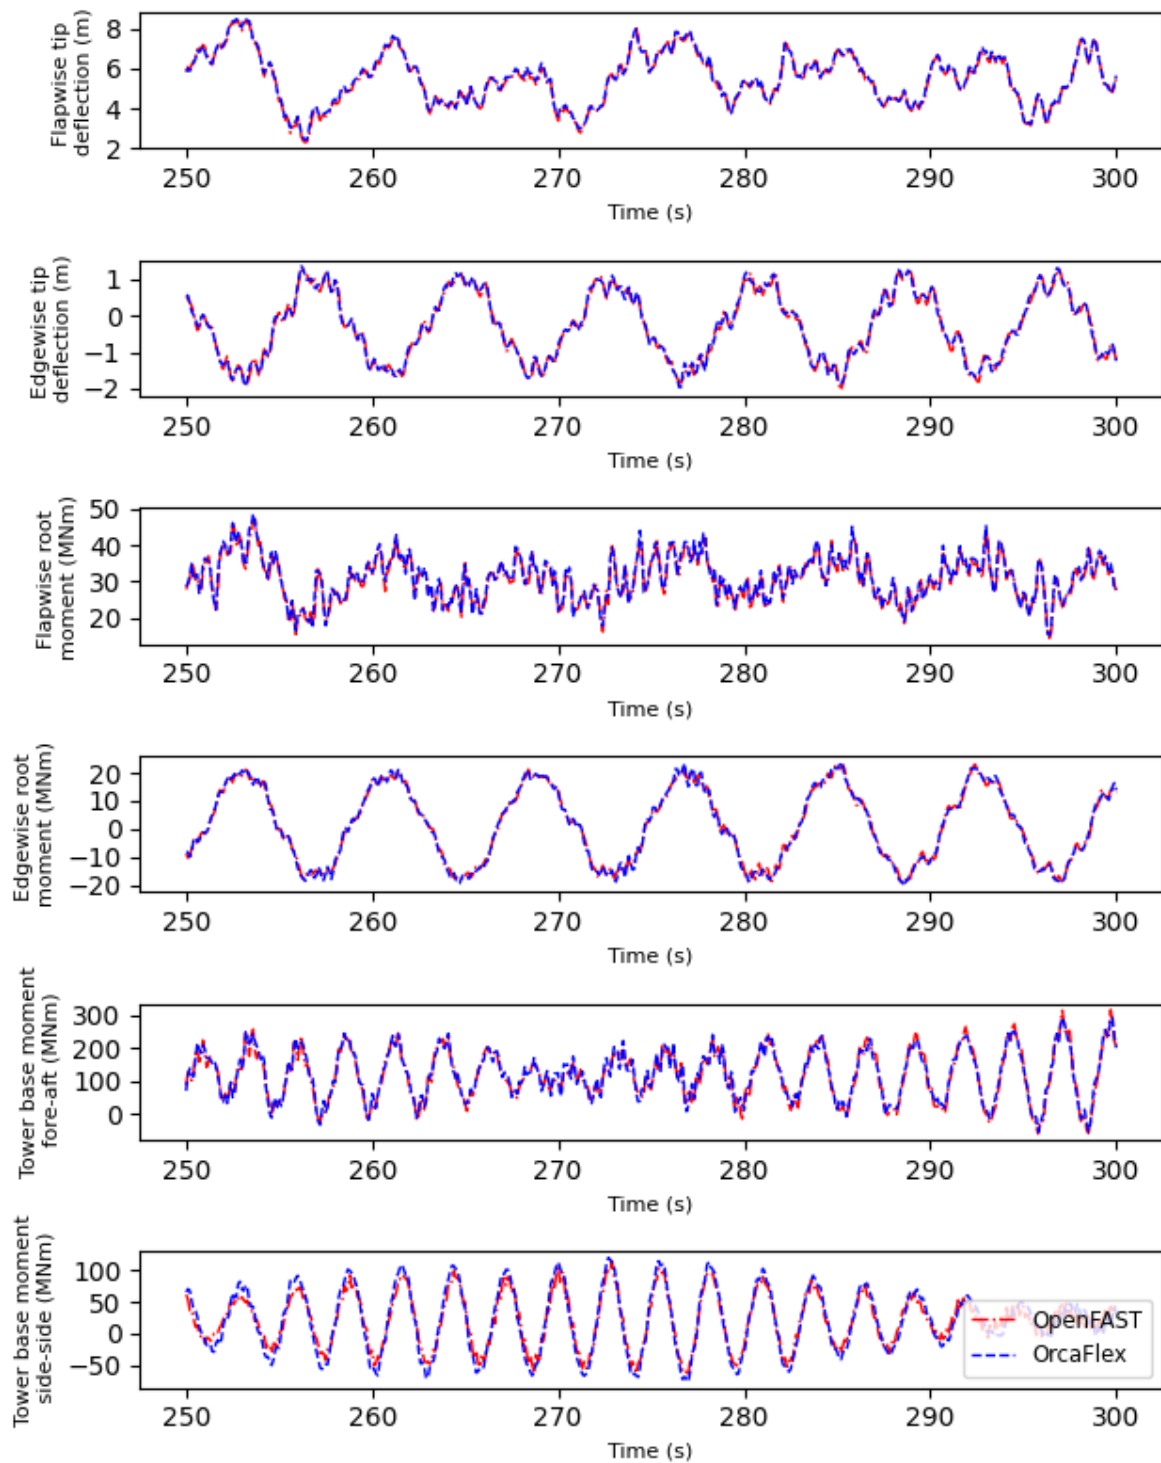 Flapwise tip
deflection (m)
8
6
4
2
250 260 270 280 290 300
Time (s)
Edgewise tip
deflection (m)
1
0
−1
−2
250 260 270 280 290 300
Time (s)
Flapwise root
moment (MNm)
50
40
30
20
250 260 270 280 290 300
Time (s)
Edgewise root
moment (MNm)
20
10
0
−10
−20
250 260 270 280 290 300
Time (s)
Tower base moment
fore-aft (MNm)
300
200
100
0
250 260 270 280 290 300
Time (s)
Tower base moment
side-side (MNm)
100
50
0
−50
OpenFAST
OrcaFlex
250 260 270 280 290 300
Time (s)